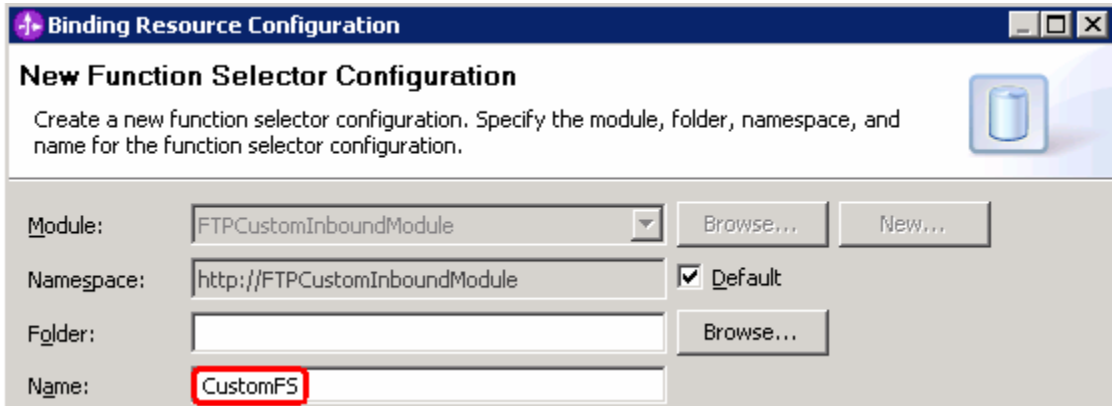 Binding Resource Configuration
New Function Selector Configuration
Create a new function selector configuration. Specify the module, folder, namespace, and
name for the function selector configuration.
Module: FTPCustomInboundModule Browse... New...
Namespace: http://FTPCustomInboundModule Default
Folder: Browse...
Name: CustomFS